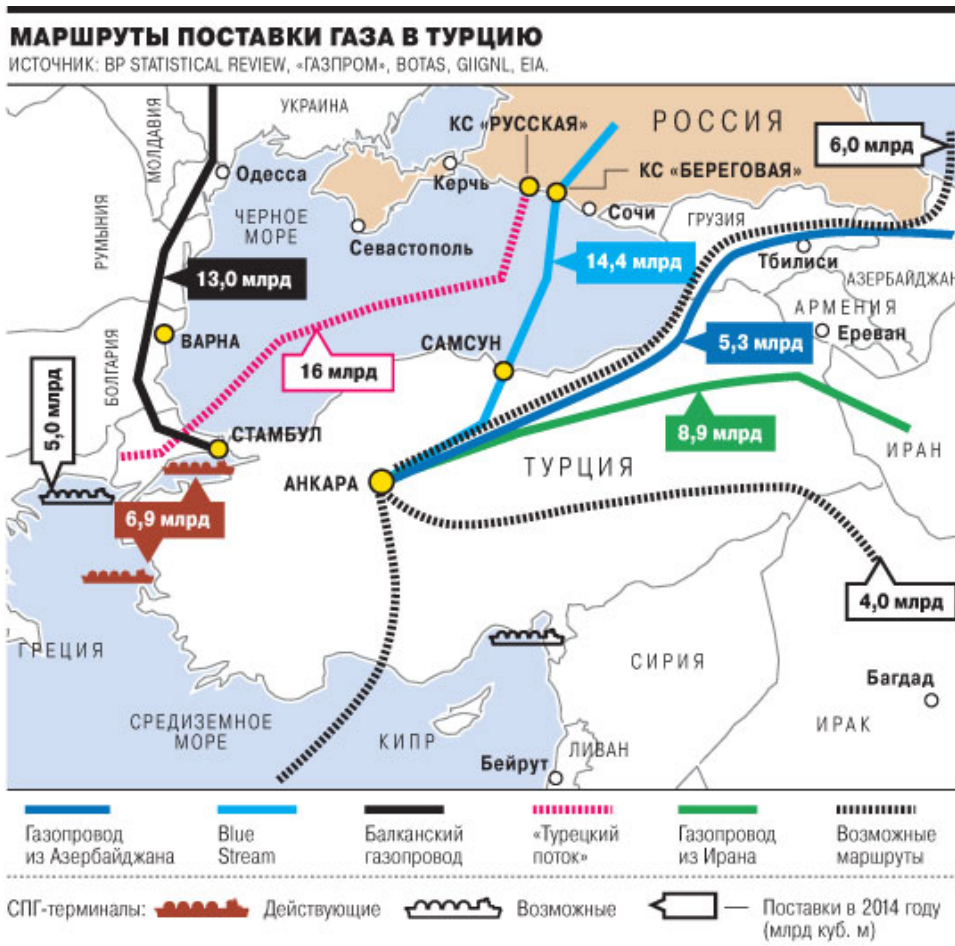 МАРШРУТЫ ПОСТАВКИ ГАЗА В ТУРЦИЮ
ИСТОЧНИК: BP STATISTICAL REVIEW, «ГАЗПРОМ», BOTAS, GIIGNL, EIA.
УКРАИНА
МОЛДАВИЯ
КС «РУССКАЯ»
РОССИЯ
6,0 млрд
Одесса
Керчь
КС «БЕРЕГОВАЯ»
ЧЕРНОЕ
МОРЕ
Сочи
ГРУЗИЯ
РУМЫНИЯ
Севастополь
Тбилиси
13,0 млрд
14,4 млрд
АЗЕРБАЙДЖАН
АРМЕНИЯ
ВАРНА
САМСУН
5,3 млрд
Ереван
БОЛГАРИЯ
16 млрд
5,0 млрд
СТАМБУЛ
8,9 млрд
ИРАН
АНКАРА
ТУРЦИЯ
6,9 млрд
4,0 млрд
ГРЕЦИЯ
СИРИЯ
Багдад
СРЕДИЗЕМНОЕ
МОРЕ
КИПР
ЛИВАН
ИРАК
Бейрут
Газопровод
из Азербайджана
Blue
Stream
Балканский
газопровод
«Турецкий
поток»
Газопровод
из Ирана
Возможные
маршруты
СПГ-терминалы:
Действующие
Возможные
— Поставки в 2014 году
(млрд куб. м)